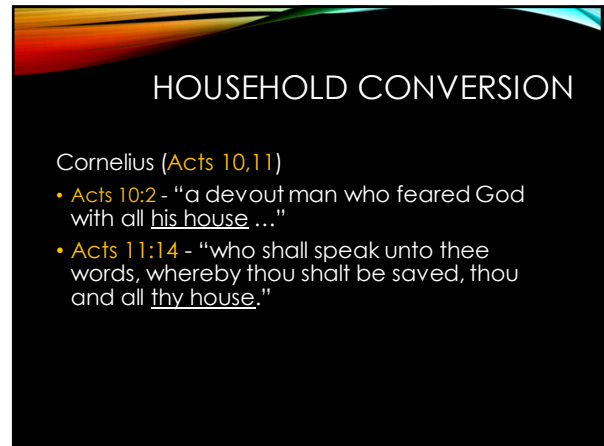 HOUSEHOLD CONVERSION
Cornelius (Acts 10,11)
• Acts 10:2 - “a devout man who feared God
with all his house …”
• Acts 11:14 - “who shall speak unto thee
words, whereby thou shalt be saved, thou
and all thy house.”